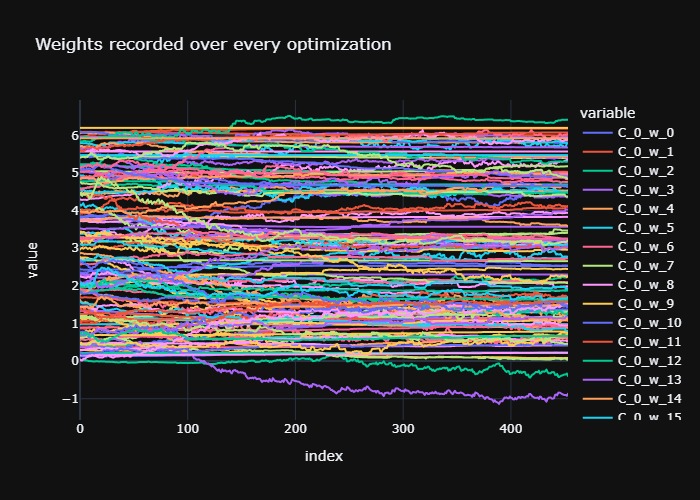 Weights recorded over every optimization
variable
C_0_w_0
C_0_w_1
C_0_w_2
C_0_w_3
C_0_w_4
C_0_w_5
C_0_w_6
C_0_w_7
C_0_w_8
C_0_w_9
C_0_w_10
C_0_w_11
C_0_w_12
C_0_w_13
C_0_w_14
C_0_w_15
value
6
5
4
3
2
1
0
−1
0 100 200 300 400
index